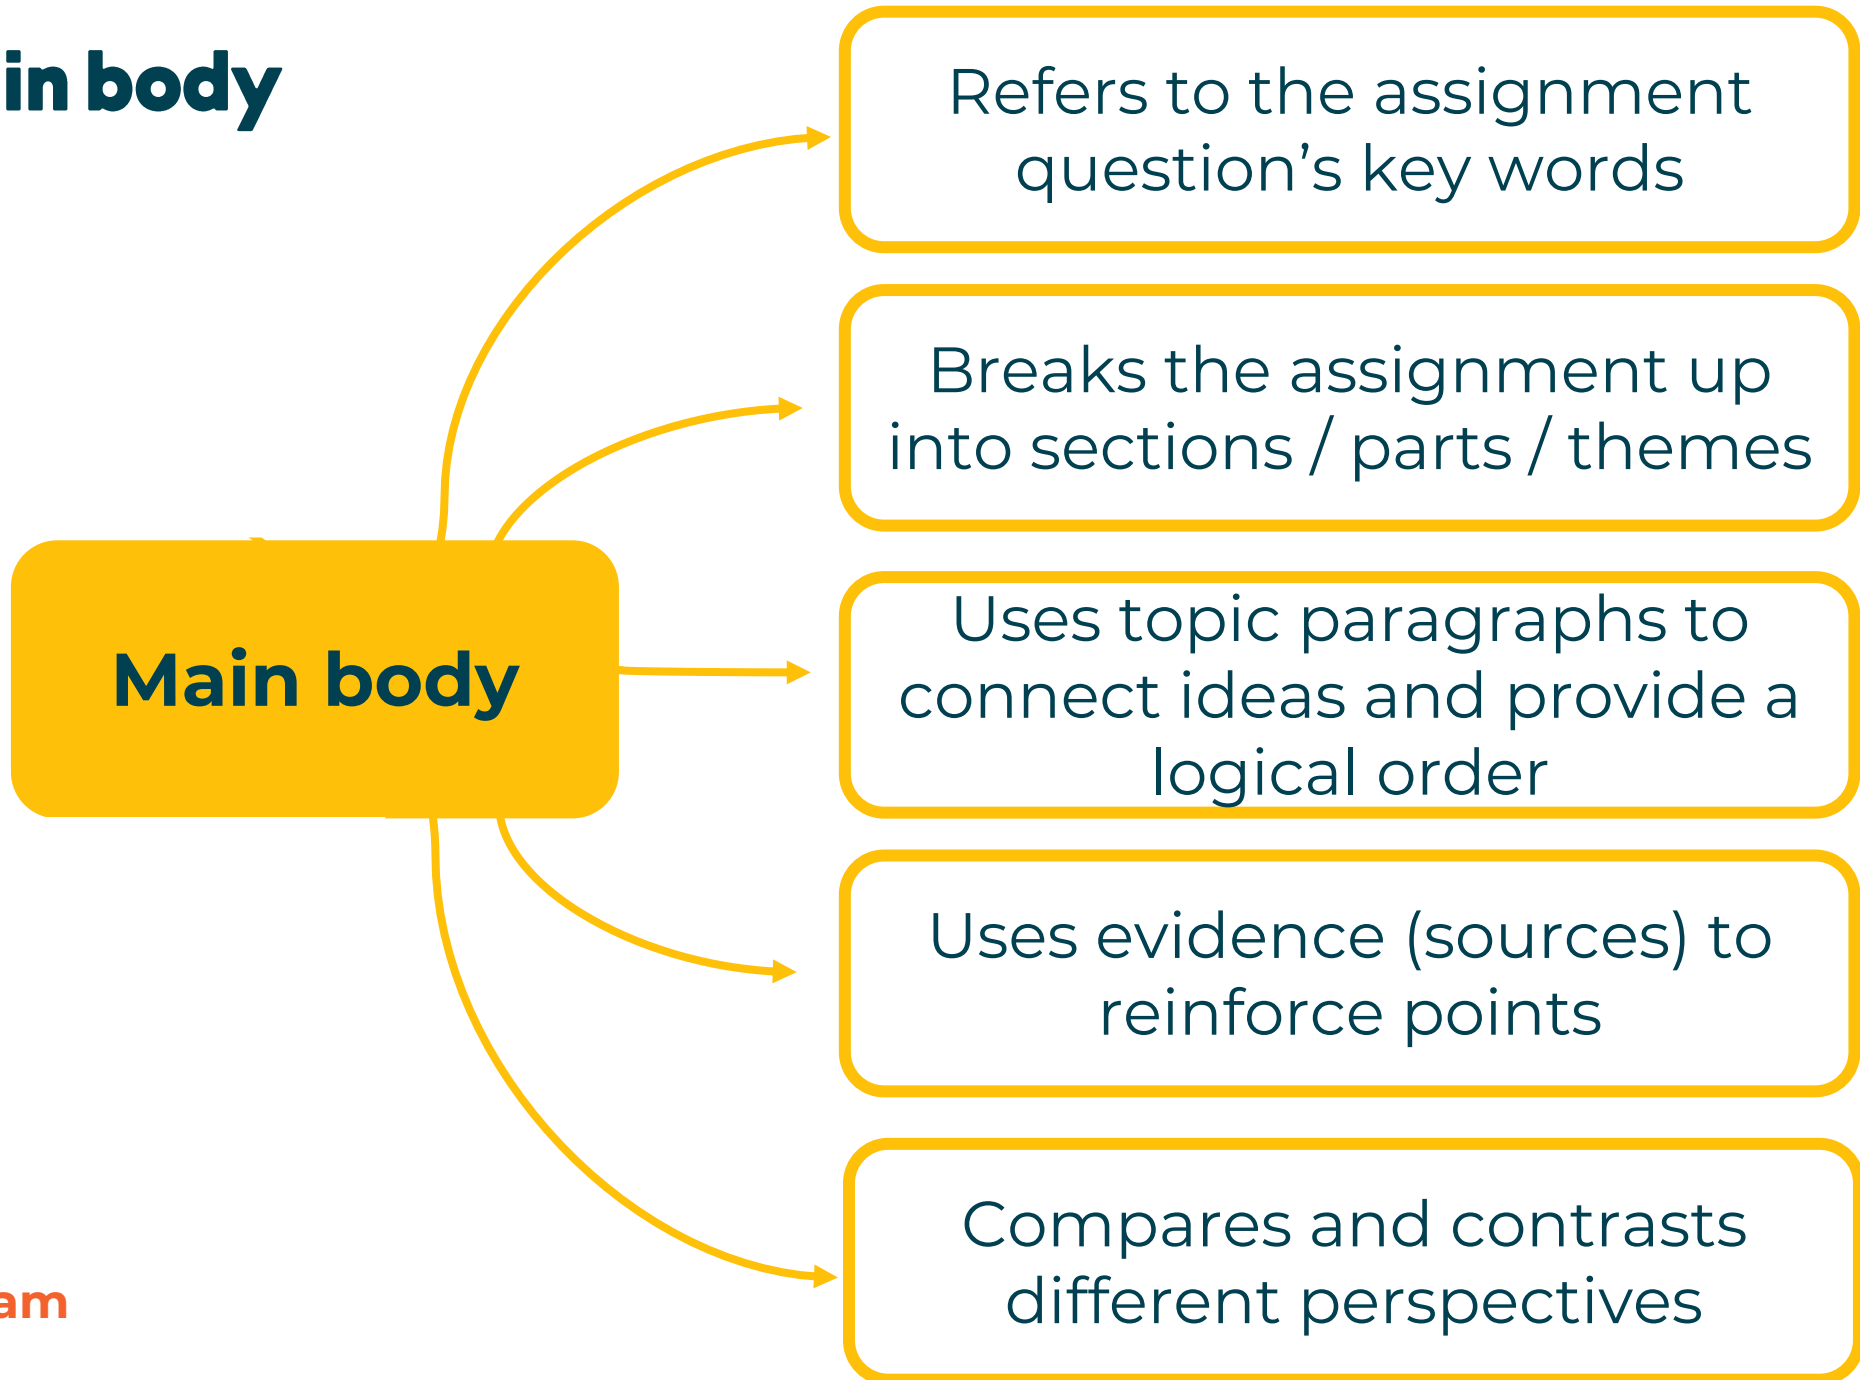 in body
Refers to the assignment
question’s key words
Breaks the assignment up
into sections / parts / themes
Main body
Uses topic paragraphs to
connect ideas and provide a
logical order
Uses evidence (sources) to
reinforce points
Compares and contrasts
different perspectives
am